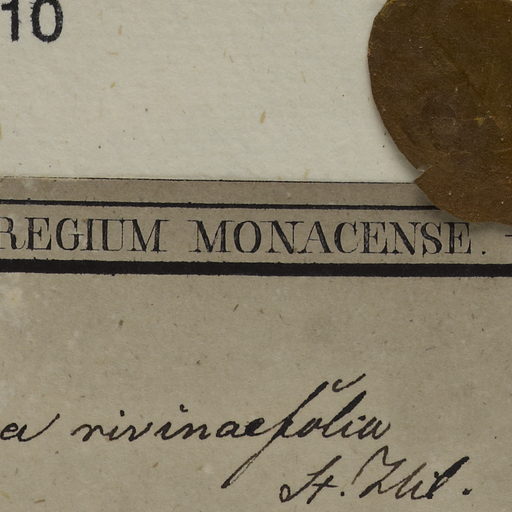 10
REGIUM MONACENSE.
a rivinaefolia
St. Hil.